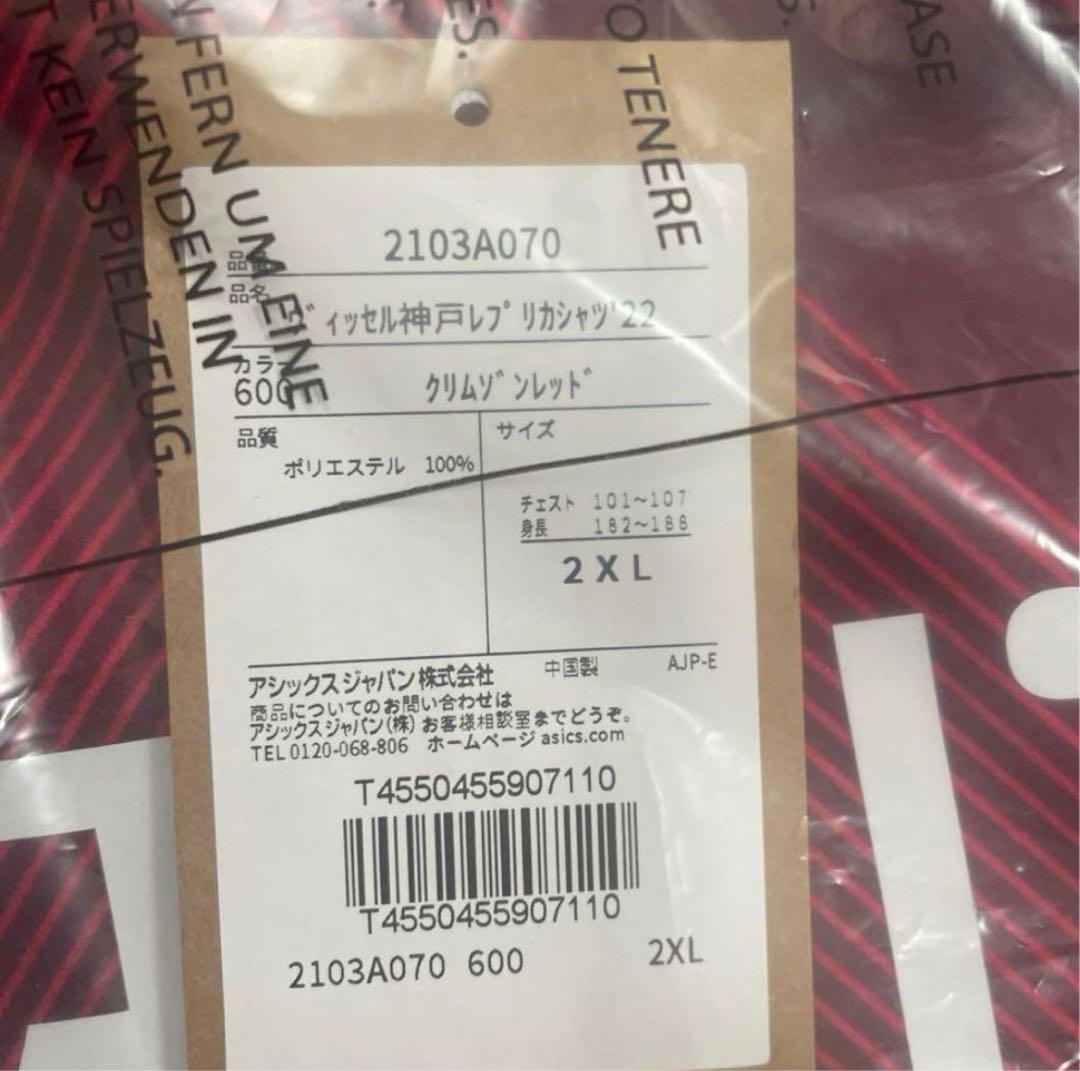 ASE
ES.
O TENERE
N FERN UM EINE
ERWENDEN IN
T KEIN SPIELZEUG.
2103A070
品名
ヴィッセル神戸レプリカシャツ'22
カラー
600 クリムゾンレッド
品質 サイズ
ポリエステル 100%
チェスト 101~107
身長 182~188
2XL
アシックスジャパン株式会社 中国製 AJP-E
商品についてのお問い合わせは
アシックスジャパン(株)お客様相談室までどうぞ。
TEL 0120-068-806 ホームページ asics.com
T4550455907110
T4550455907110
2103A070 600 2XL